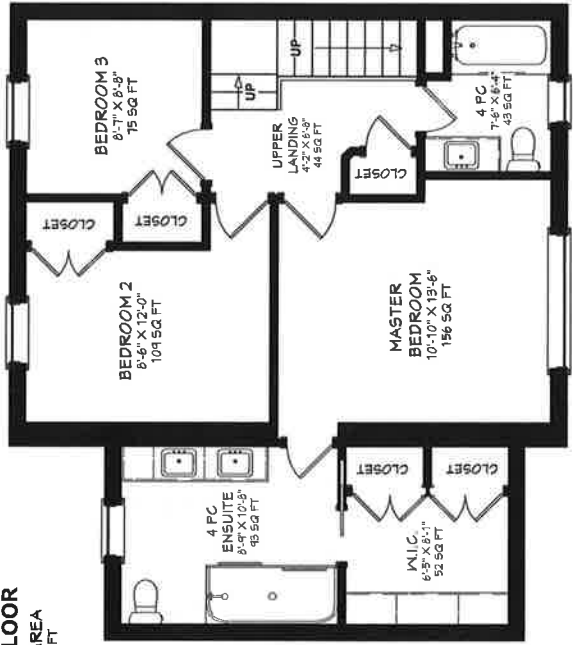 BEDROOM 3
8'-7" X 8'-8"
75 SQ FT
UP
UP
UPPER
LANDING
4'-2" X 6'-8"
44 SQ FT
4 PC
7'-6" X 6'-4"
43 SQ FT
CLOSET
CLOSET
CLOSET
BEDROOM 2
8'-6" X 12'-0"
109 SQ FT
MASTER
BEDROOM
10'-10" X 13'-6"
156 SQ FT
4 PC
ENSUITE
8'-9" X 10'-8"
93 SQ FT
CLOSET
CLOSET
W.I.C.
6'-5" X 8'-1"
52 SQ FT
LOOR
AREA
FT